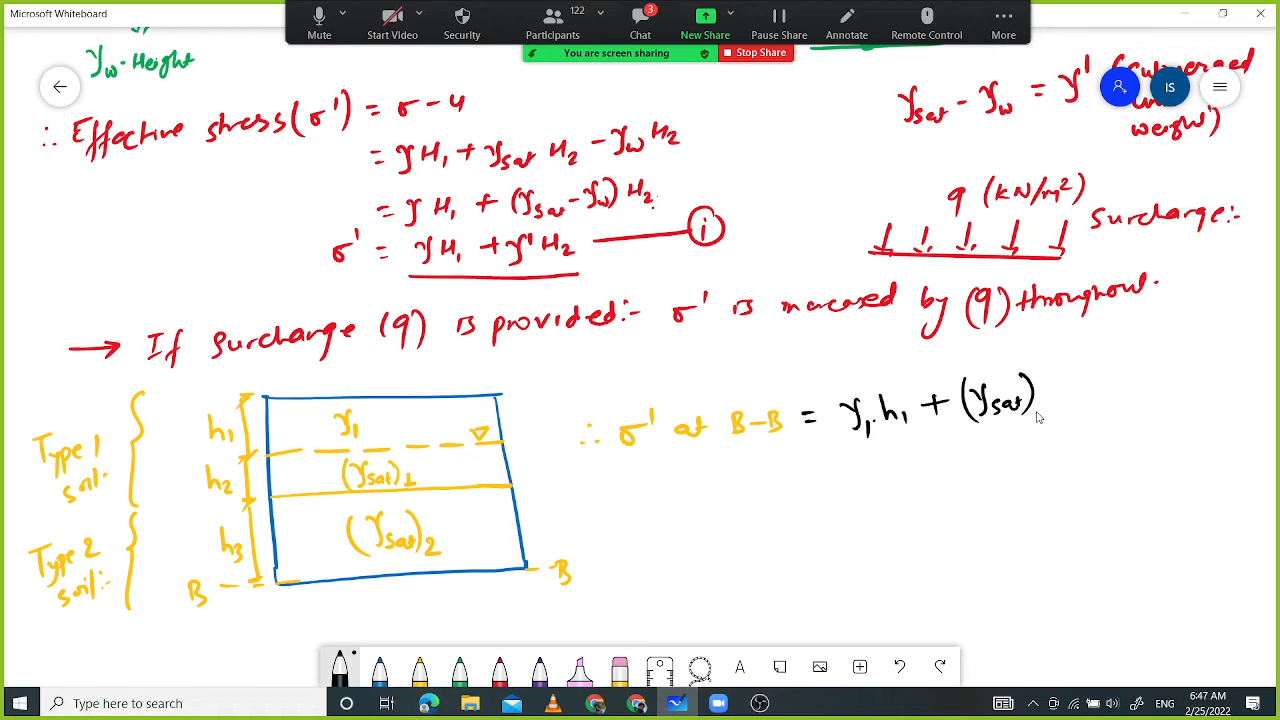 Microsoft Whiteboard
Mute
Start Video
Security
122
Participants
3
Chat
New Share
Pause Share
Annotate
Remote Control
More
You are screen sharing
Stop Share
γw · Height
IS
∴ Effective stress (σ') = σ - u
= γH₁ + γsat H₂ - γw H₂
= γH₁ + (γsat - γw) H₂
σ' = γH₁ + γ'H₂ — i
γsat - γw = γ' (submerged
weight)
q (kN/m²)
Surcharge:-
→ If Surcharge (q) is provided:- σ' is increased by (q) throughout.
Type 1
soil:
h₁
γ₁
h₂
(γsat)₁
Type 2
soil:
h₃
(γsat)₂
B
B
∴ σ' at B-B = γ₁.h₁ + (γsat)
A
Type here to search
ENG
6:47 AM
2/25/2022